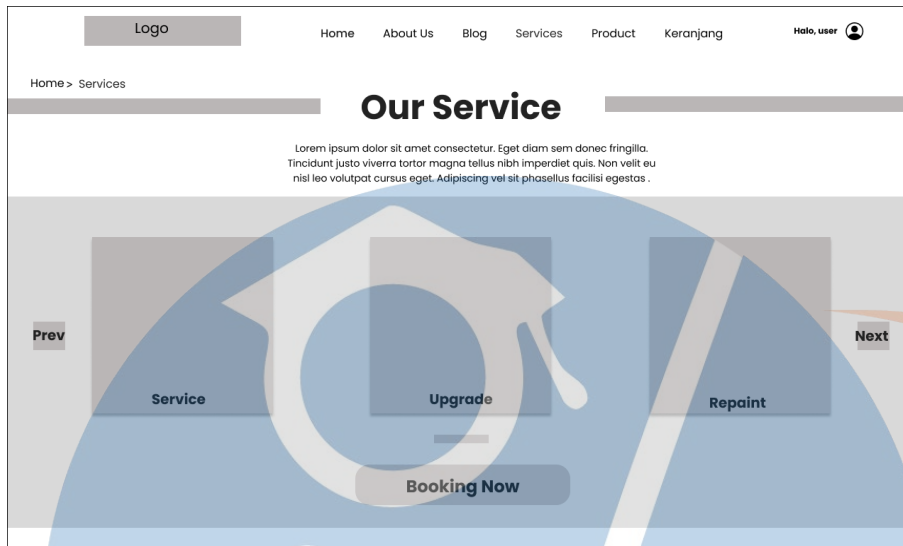 Logo
Home About Us Blog Services Product Keranjang Halo, user
Home > Services
Our Service
Lorem ipsum dolor sit amet consectetur. Eget diam sem donec fringilla.
Tincidunt justo viverra tortor magna tellus nibh imperdiet quis. Non velit eu
nisl leo volutpat cursus eget. Adipiscing vel sit phasellus facilisi egestas .
Prev
Next
Service Upgrade Repaint
Booking Now